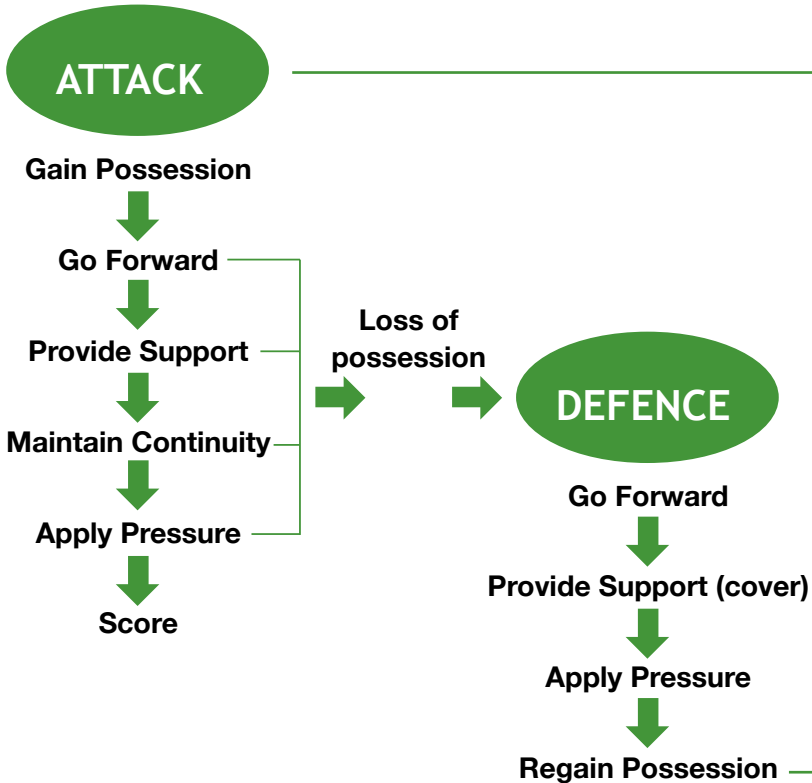 ATTACK
Gain Possession
Go Forward
Provide Support
Maintain Continuity
Apply Pressure
Score
Loss of
possession
DEFENCE
Go Forward
Provide Support (cover)
Apply Pressure
Regain Possession